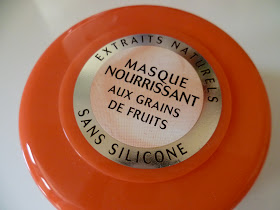 EXTRAITS NATURELS
MASQUE
NOURRISSANT
AUX GRAINS
DE FRUITS
SANS SILICONE